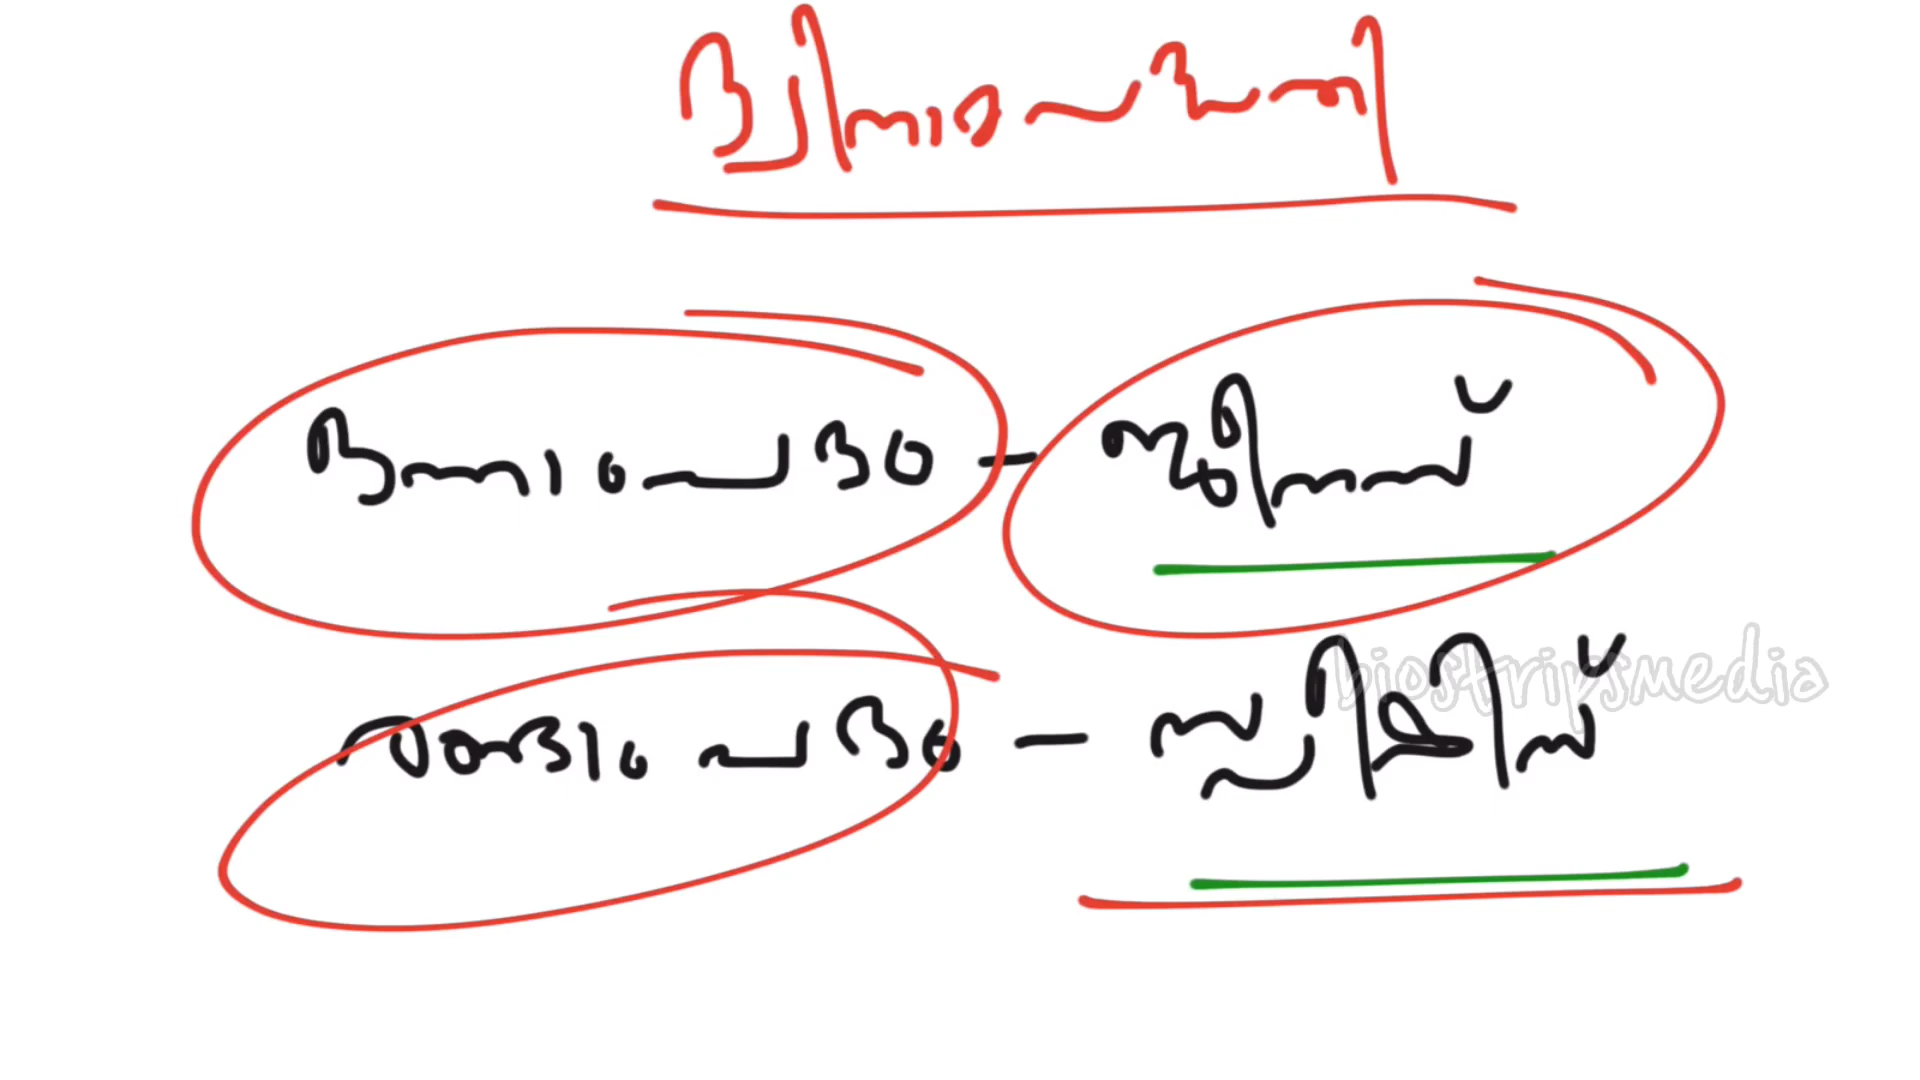 ദ്വിനാമപദ്ധതി
ഒന്നാം പദം - ജീനസ്
രണ്ടാം പദം - സ്പീഷീസ്
biostripsmedia